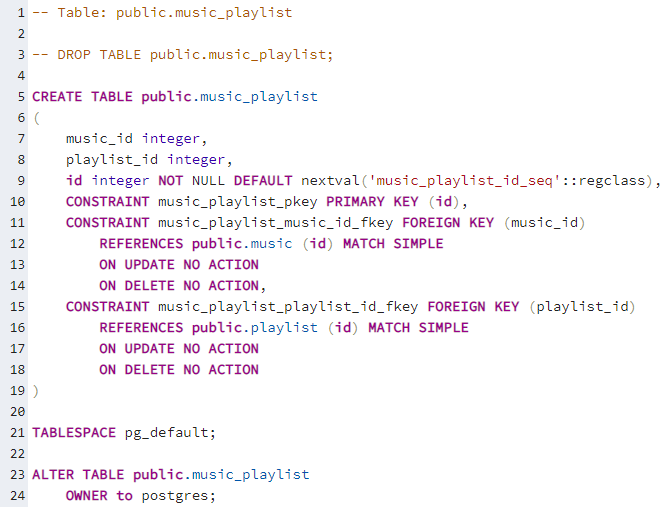 1 -- Table: public.music_playlist
2
3 -- DROP TABLE public.music_playlist;
4
5 CREATE TABLE public.music_playlist
6 (
7     music_id integer,
8     playlist_id integer,
9     id integer NOT NULL DEFAULT nextval('music_playlist_id_seq'::regclass),
10     CONSTRAINT music_playlist_pkey PRIMARY KEY (id),
11     CONSTRAINT music_playlist_music_id_fkey FOREIGN KEY (music_id)
12         REFERENCES public.music (id) MATCH SIMPLE
13         ON UPDATE NO ACTION
14         ON DELETE NO ACTION,
15     CONSTRAINT music_playlist_playlist_id_fkey FOREIGN KEY (playlist_id)
16         REFERENCES public.playlist (id) MATCH SIMPLE
17         ON UPDATE NO ACTION
18         ON DELETE NO ACTION
19 )
20
21 TABLESPACE pg_default;
22
23 ALTER TABLE public.music_playlist
24     OWNER to postgres;